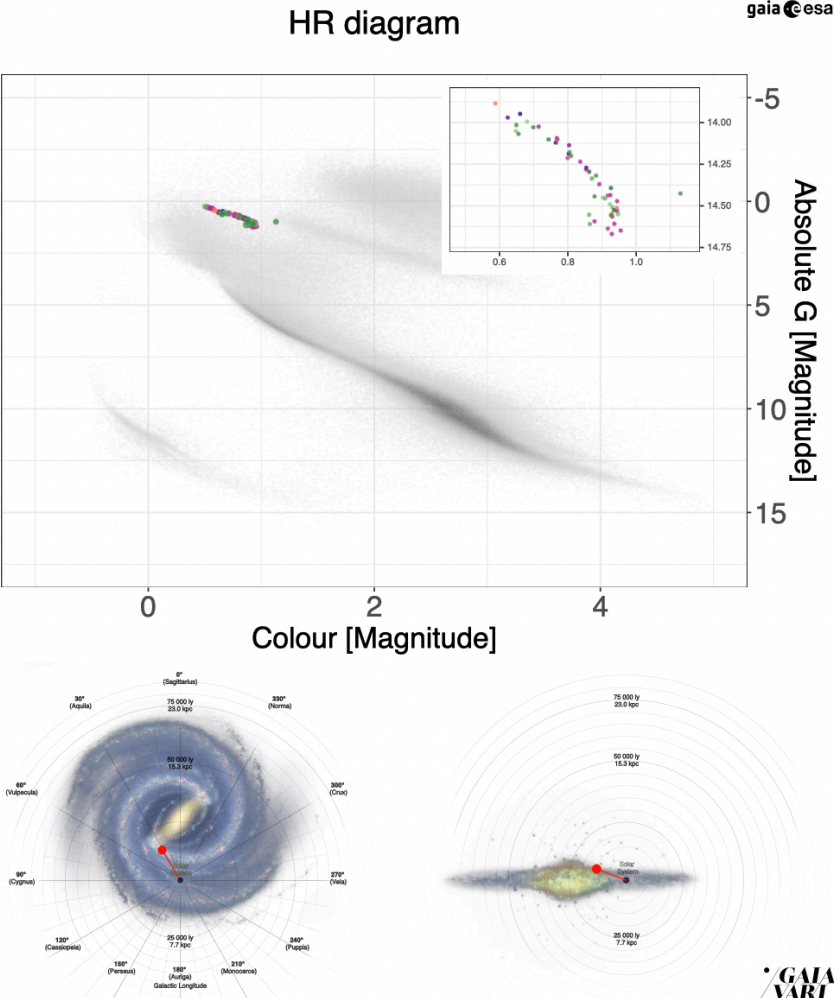 HR diagram
gaia esa
-5
0
5
10
15
Absolute G [Magnitude]
14.00
14.25
14.50
14.75
0.6
0.8
1.0
0
2
4
Colour [Magnitude]
0°
(Sagittarius)
30°
(Aquila)
330°
(Norma)
75 000 ly
23.0 kpc
50 000 ly
15.3 kpc
60°
(Vulpecula)
300°
(Crux)
Solar
System
90°
(Cygnus)
270°
(Vela)
25 000 ly
7.7 kpc
120°
(Cassiopeia)
240°
(Puppis)
150°
(Perseus)
210°
(Monoceros)
180°
(Auriga)
Galactic Longitude
75 000 ly
23.0 kpc
50 000 ly
15.3 kpc
Solar
System
25 000 ly
7.7 kpc
GAIA
VARI